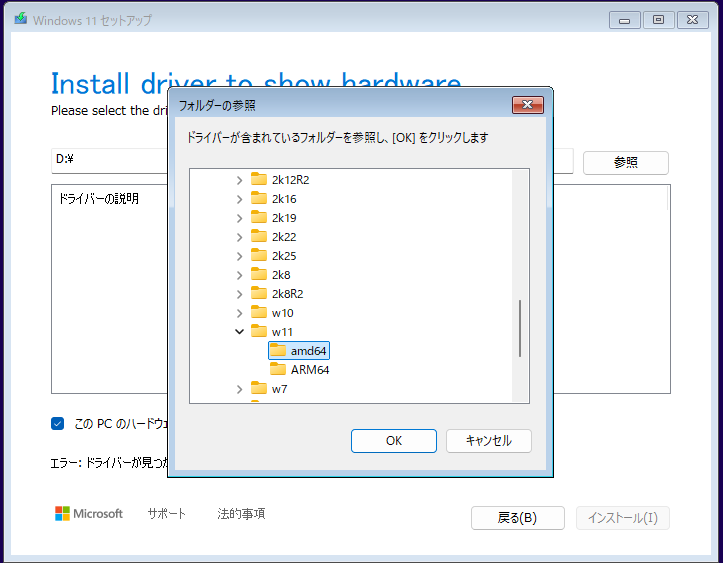 Windows 11 セットアップ
Install driver to show hardware
Please select the dri
フォルダーの参照
ドライバーが含まれているフォルダーを参照し、[OK] をクリックします
D:¥
参照
ドライバーの説明
2k12R2
2k16
2k19
2k22
2k25
2k8
2k8R2
w10
w11
amd64
ARM64
w7
この PC のハードウェ
OK
キャンセル
エラー: ドライバーが見つか
Microsoft
サポート
法的事項
戻る(B)
インストール(I)